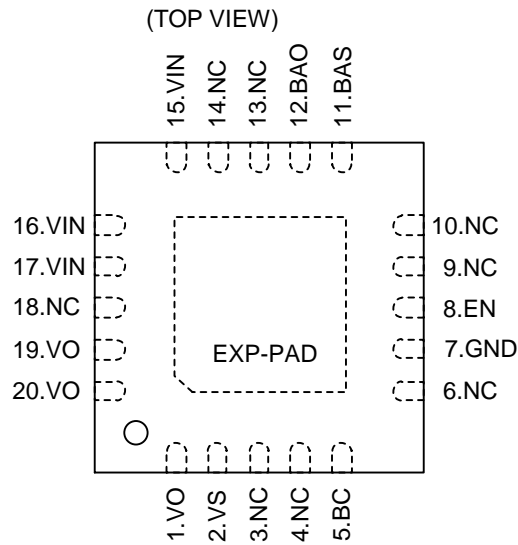 (TOP VIEW)
15.VIN
14.NC
13.NC
12.BAO
11.BAS
16.VIN
17.VIN
18.NC
19.VO
20.VO
EXP-PAD
10.NC
9.NC
8.EN
7.GND
6.NC
1.VO
2.VS
3.NC
4.NC
5.BC